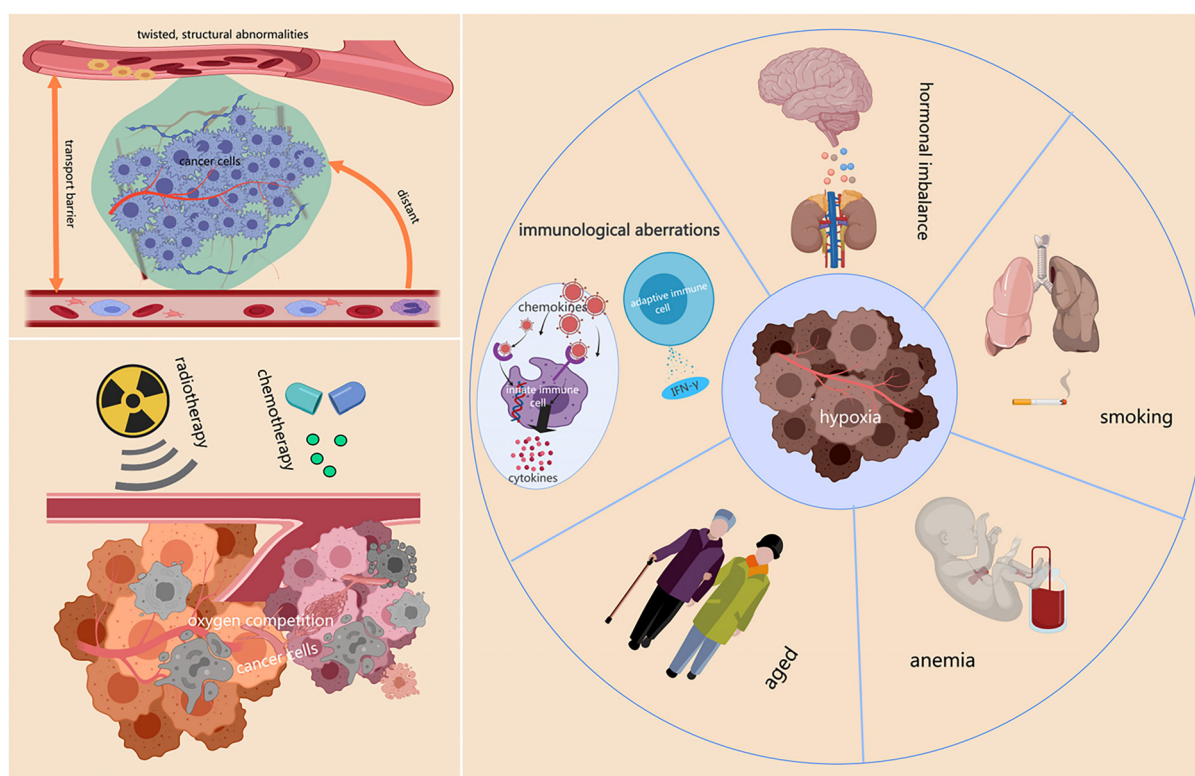 twisted, structural abnormalities
cancer cells
transport barrier
distant
radiotherapy
chemotherapy
oxygen competition
cancer cells
hormonal imbalance
immunological aberrations
chemokines
adaptive immune
cell
IFN-γ
innate immune
cell
cytokines
hypoxia
smoking
anemia
aged